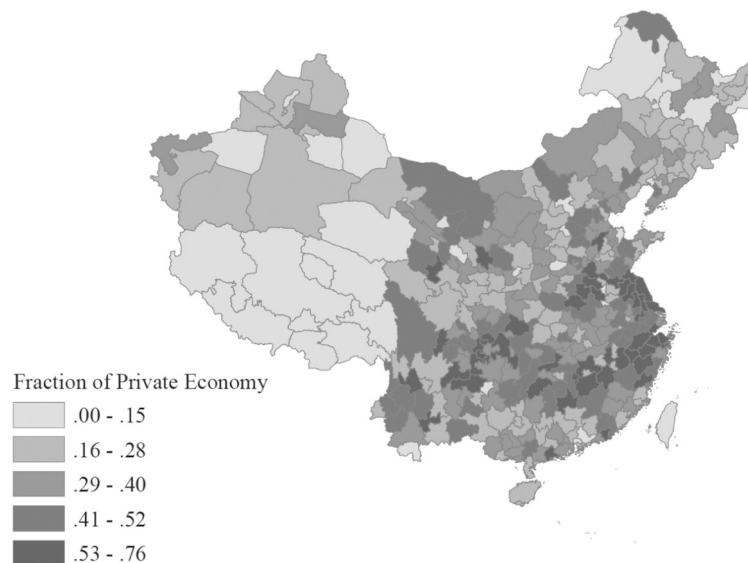 Fraction of Private Economy
.00 - .15
.16 - .28
.29 - .40
.41 - .52
.53 - .76